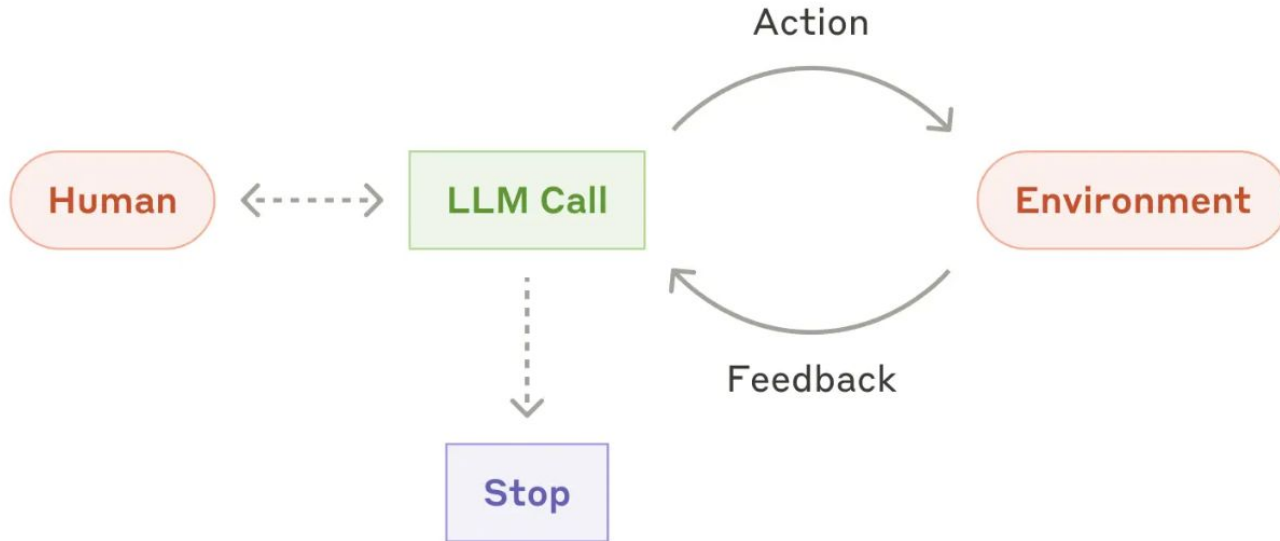 Action
Human
LLM Call
Environment
Feedback
Stop